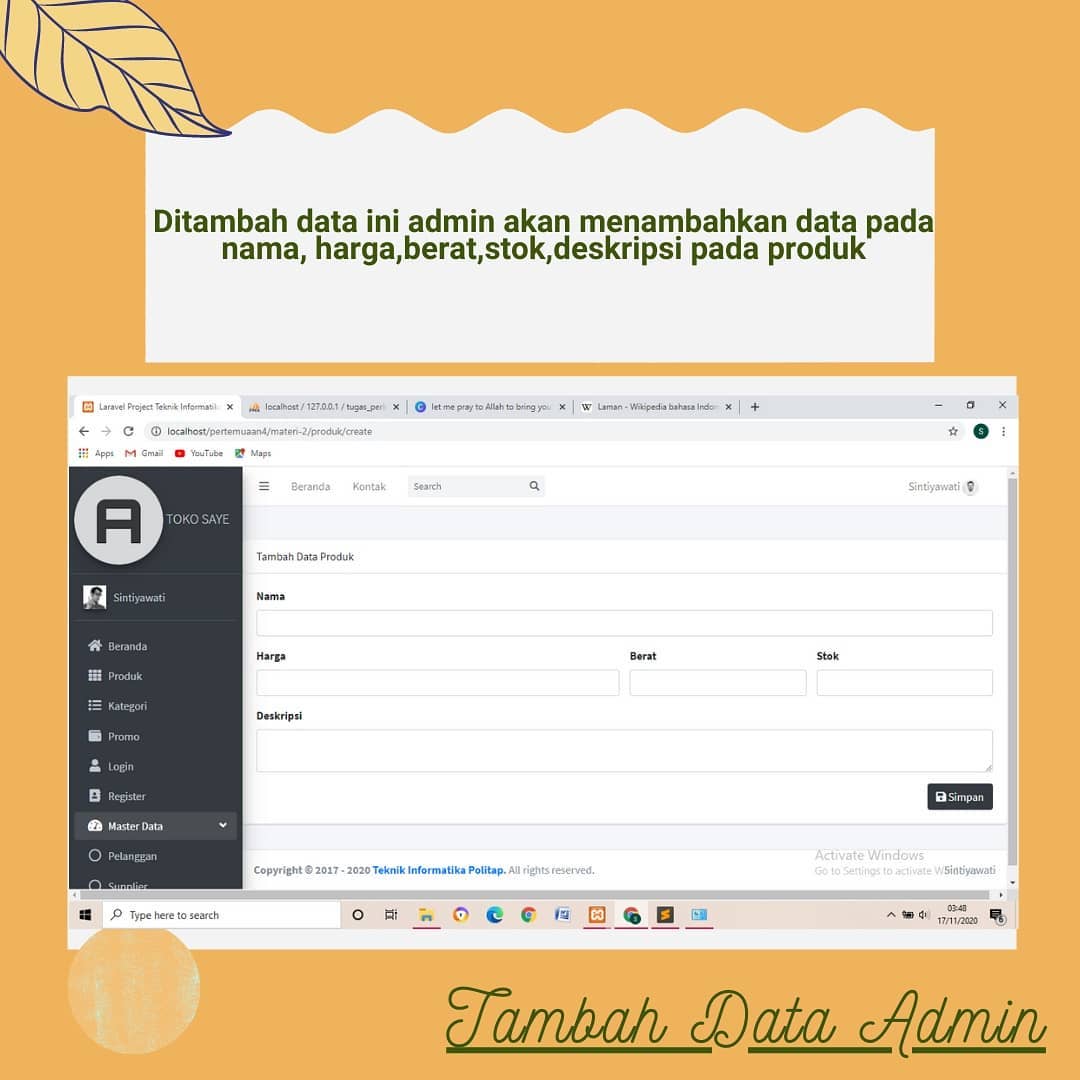 Ditambah data ini admin akan menambahkan data pada
nama, harga,berat,stok,deskripsi pada produk
Laravel Project Teknik Informatik
localhost / 127.0.0.1 / tugas_per
let me pray to Allah to bring you
Laman - Wikipedia bahasa Indon
localhost/pertemuaan4/materi-2/produk/create
S
Apps Gmail YouTube Maps
A TOKO SAYE
Beranda Kontak Search Sintiyawati
Tambah Data Produk
Sintiyawati
Nama
Beranda
Harga Berat Stok
Produk
Kategori
Deskripsi
Promo
Login
Register
Simpan
Master Data
Pelanggan
Supplier
Copyright © 2017 - 2020 Teknik Informatika Politap. All rights reserved.
Activate Windows
Go to Settings to activate W
Sintiyawati
Type here to search
03:48
17/11/2020
6
Tambah Data Admin